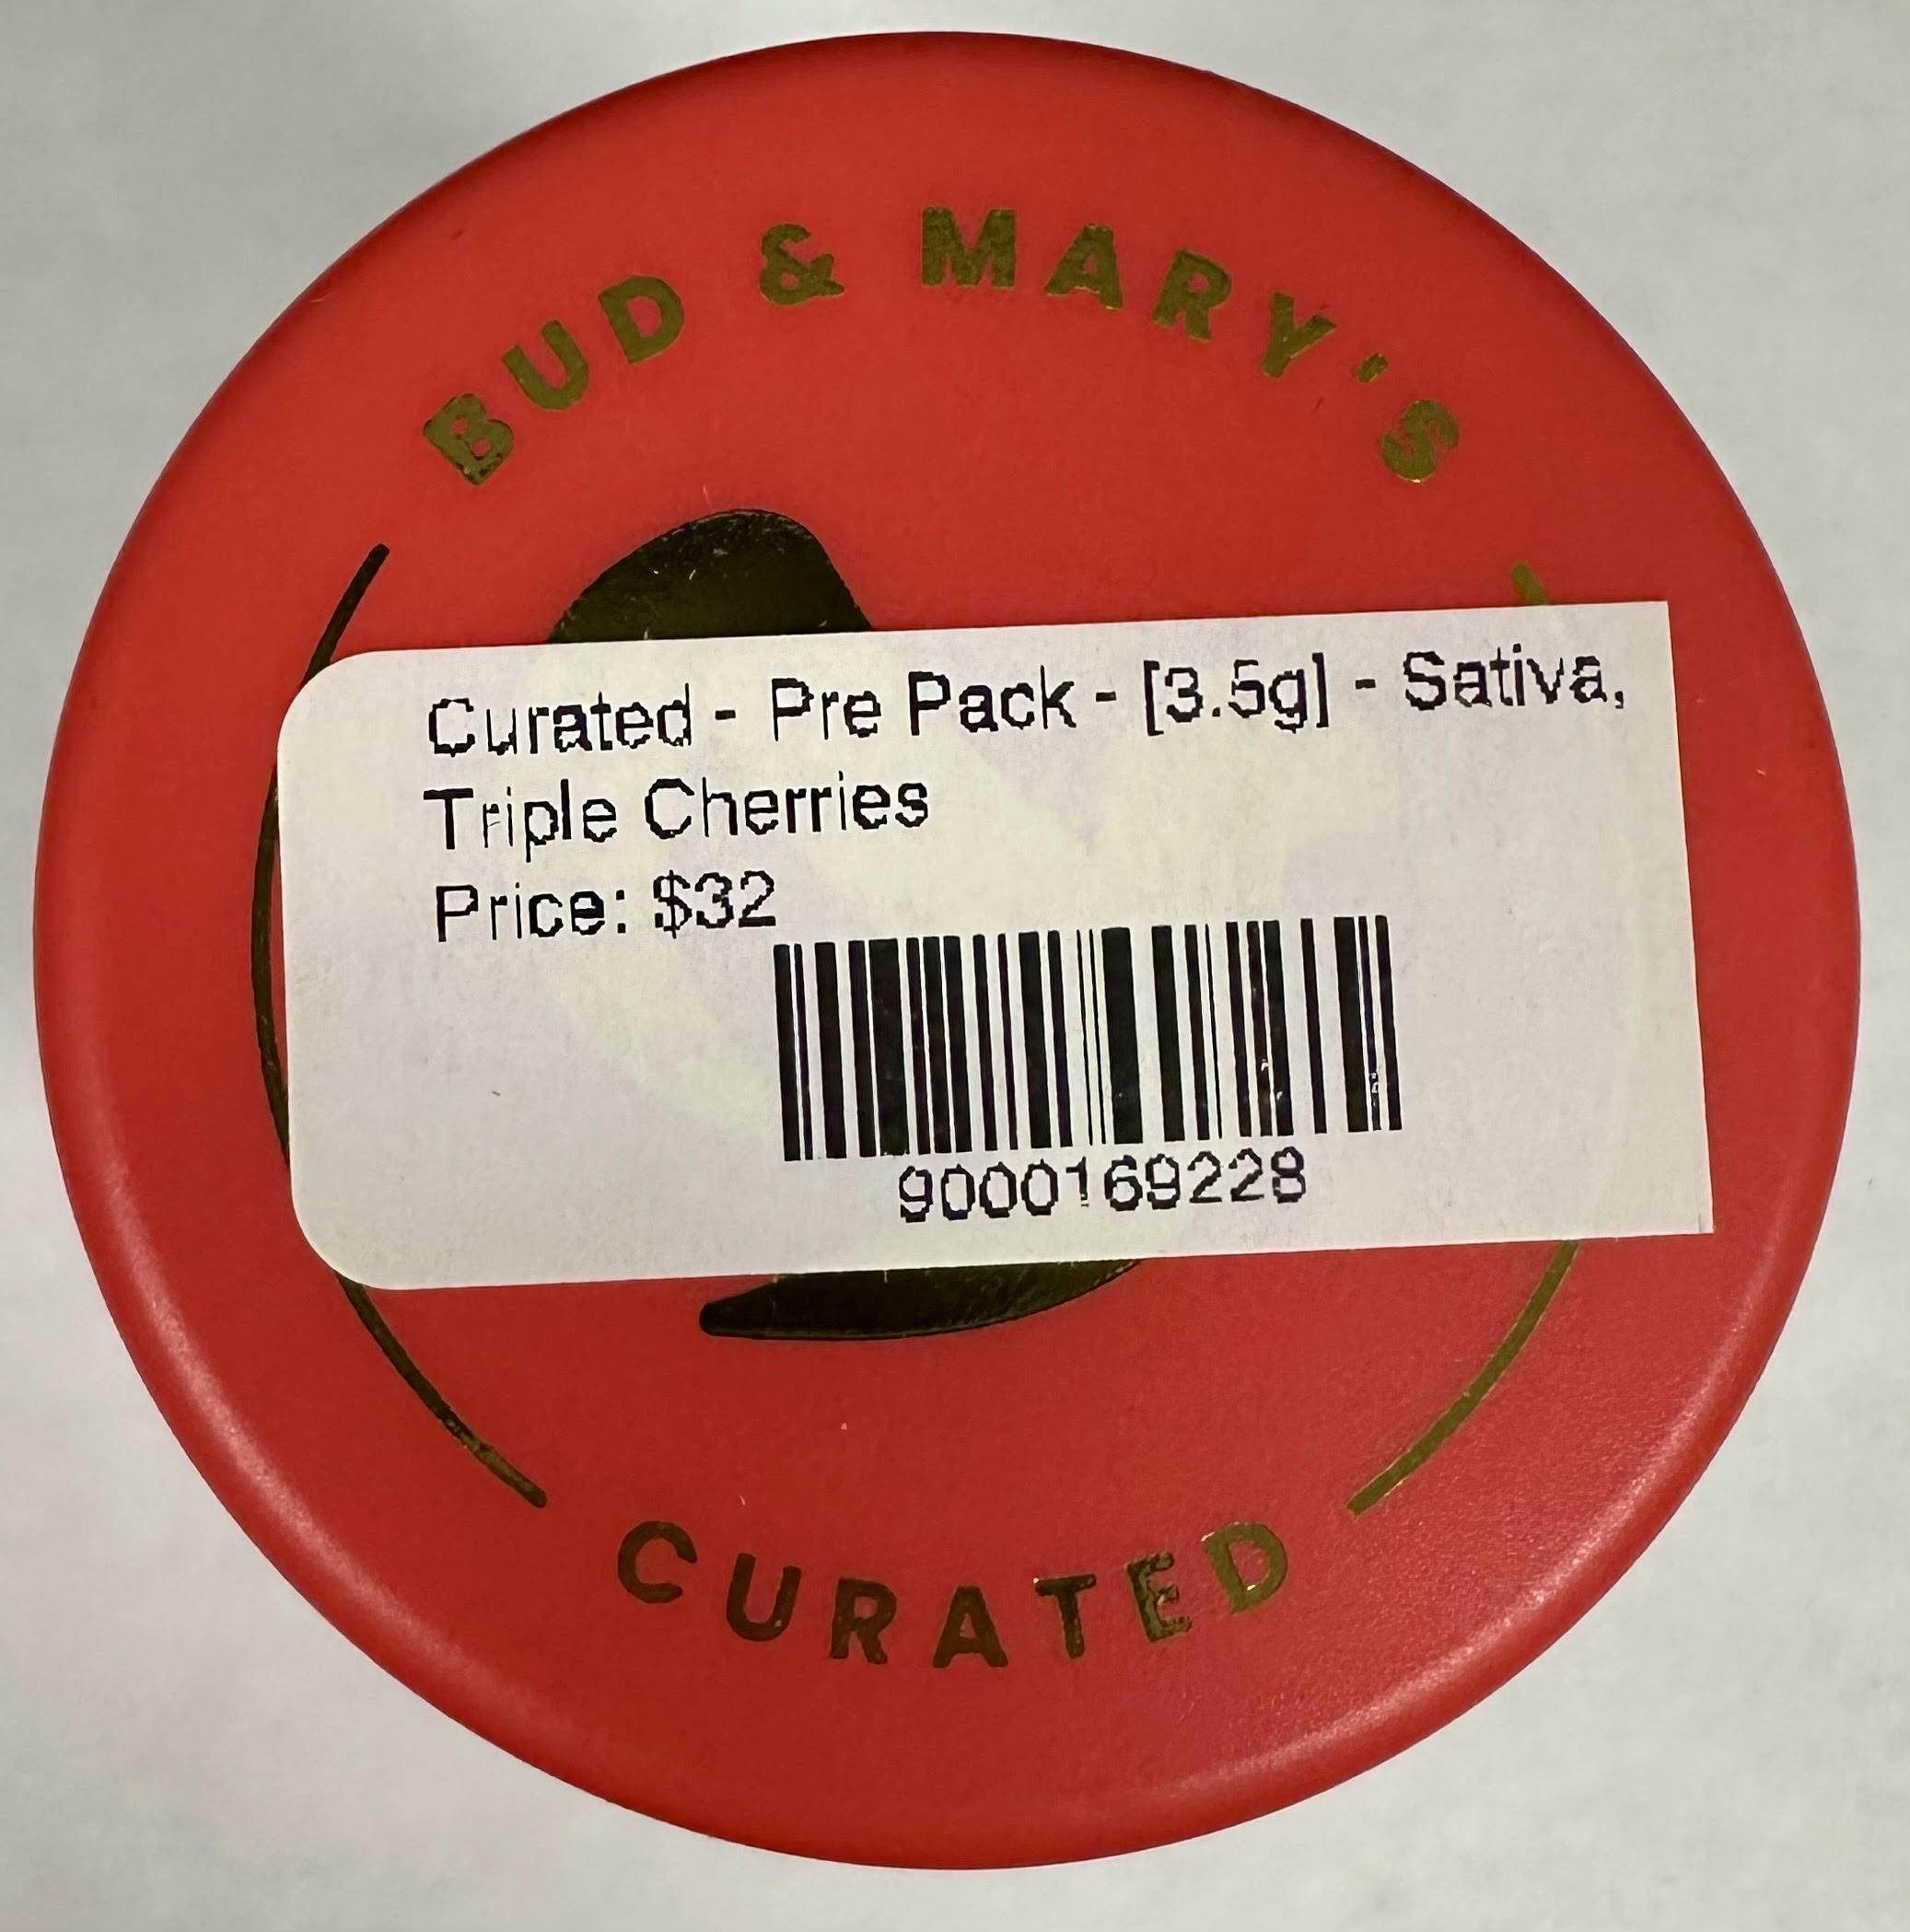 BUD & MARY'S
Curated - Pre Pack - [3.5g] - Sativa,
Triple Cherries
Price: $32
9000169228
CURATED